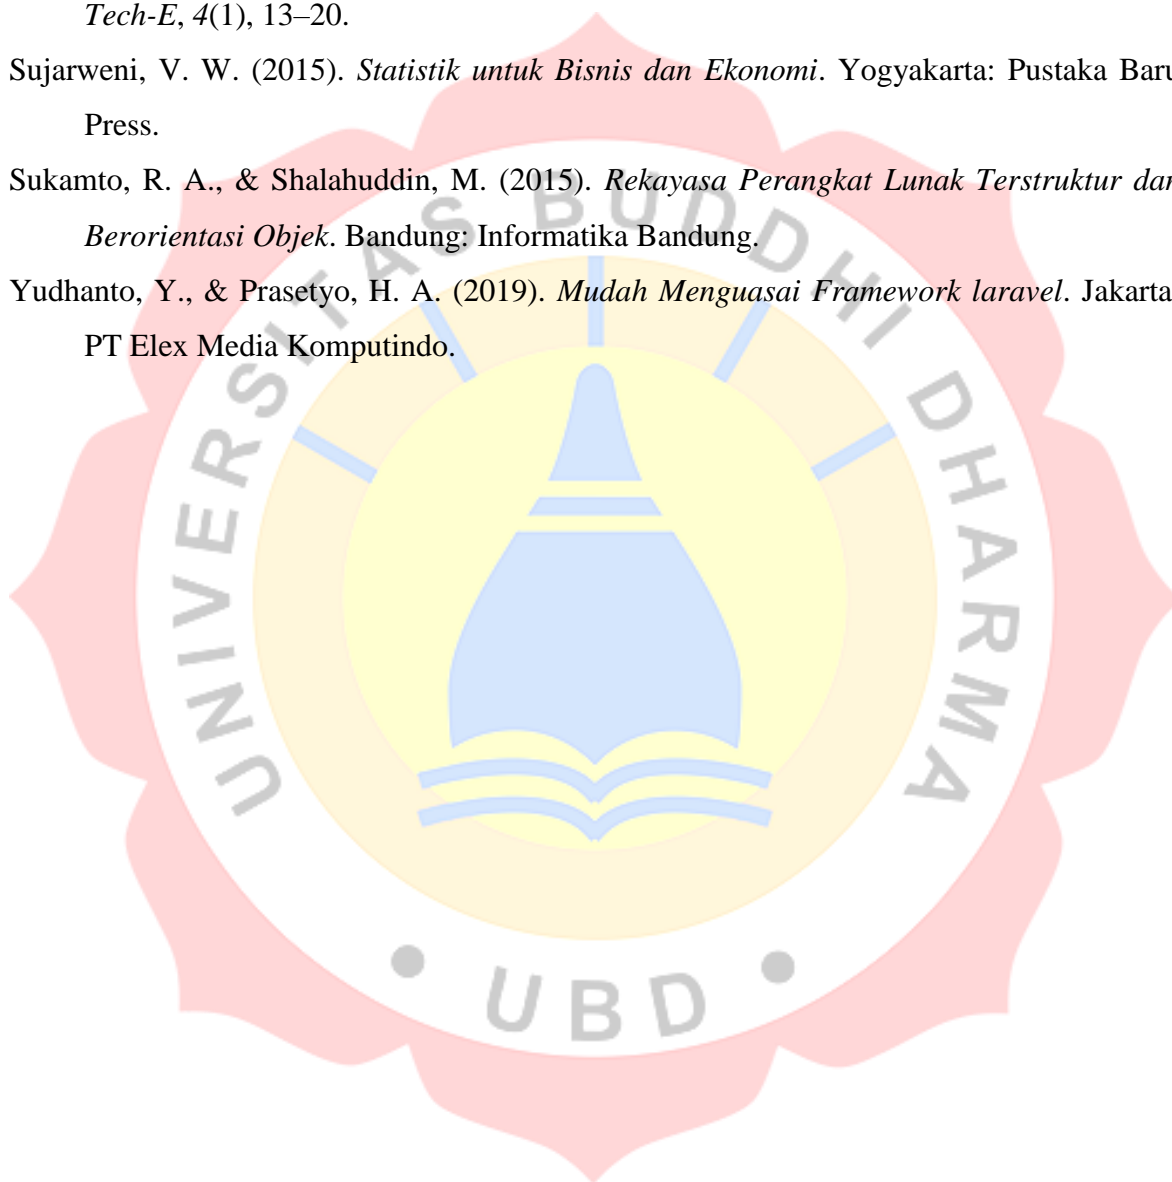 Tech-E, 4(1), 13–20.
Sujarweni, V. W. (2015). Statistik untuk Bisnis dan Ekonomi. Yogyakarta: Pustaka Baru
Press.
Sukamto, R. A., & Shalahuddin, M. (2015). Rekayasa Perangkat Lunak Terstruktur dan
Berorientasi Objek. Bandung: Informatika Bandung.
Yudhanto, Y., & Prasetyo, H. A. (2019). Mudah Menguasai Framework laravel. Jakarta
PT Elex Media Komputindo.
UNIVERSITAS BUDDHI DHARMA
• UBD •